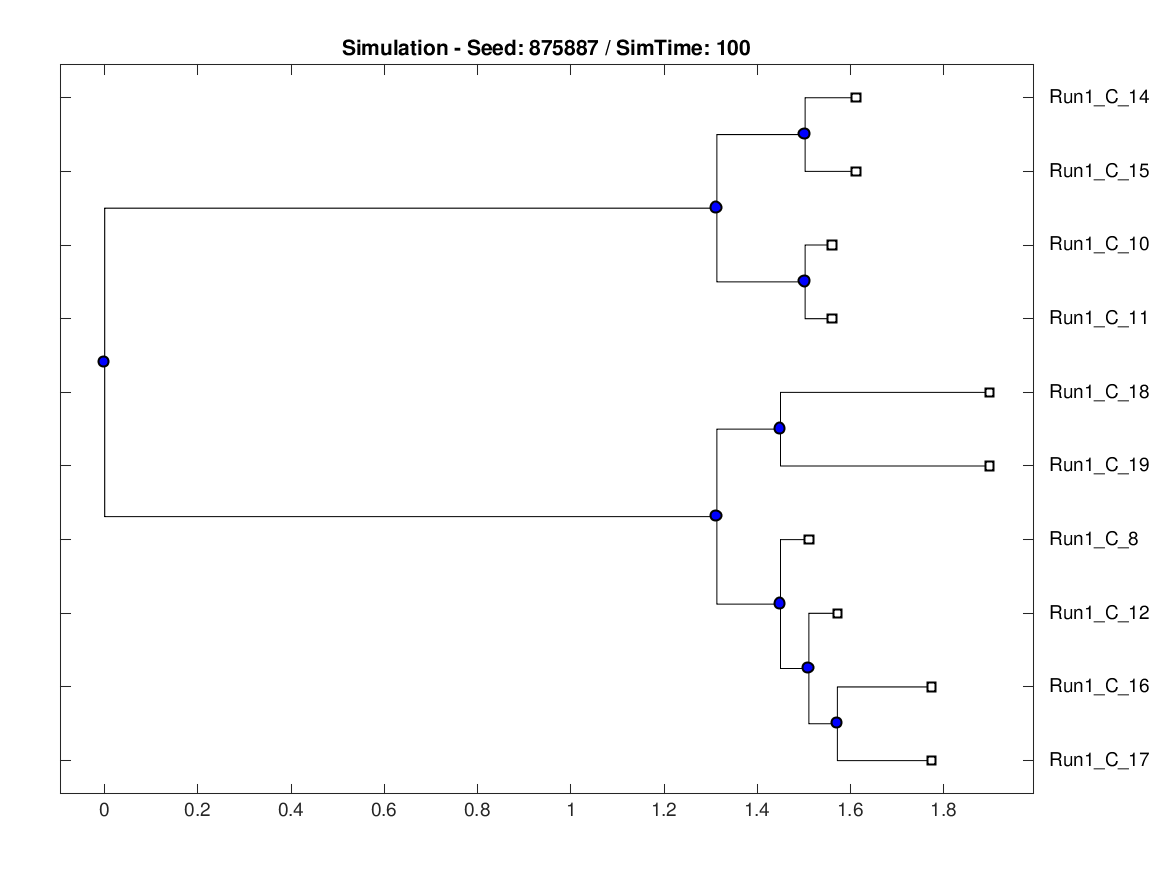 Simulation - Seed: 875887 / SimTime: 100
Run1_C_14
Run1_C_15
Run1_C_10
Run1_C_11
Run1_C_18
Run1_C_19
Run1_C_8
Run1_C_12
Run1_C_16
Run1_C_17
0 0.2 0.4 0.6 0.8 1 1.2 1.4 1.6 1.8